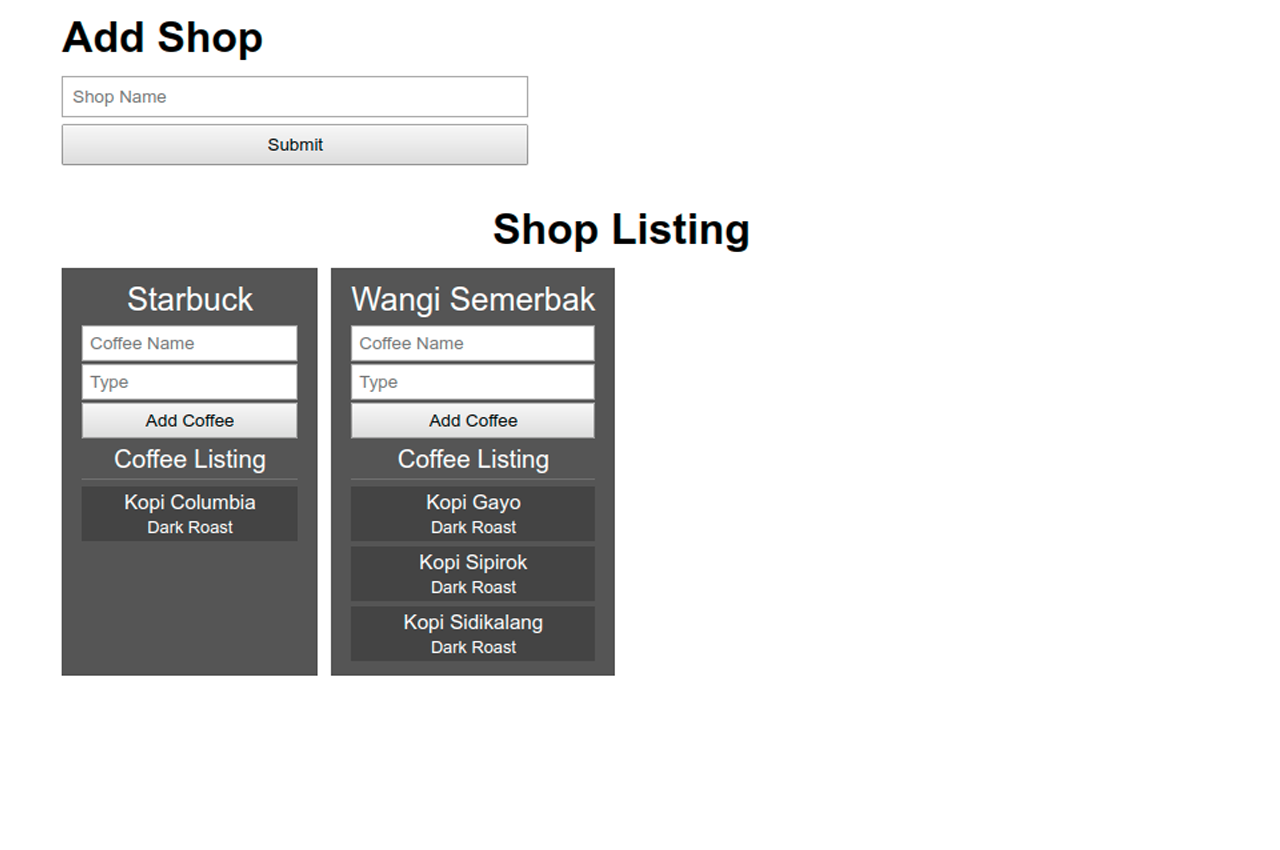 Add Shop
Shop Name
Submit
Shop Listing
Starbuck
Coffee Name
Type
Add Coffee
Coffee Listing
Kopi Columbia
Dark Roast
Wangi Semerbak
Coffee Name
Type
Add Coffee
Coffee Listing
Kopi Gayo
Dark Roast
Kopi Sipirok
Dark Roast
Kopi Sidikalang
Dark Roast